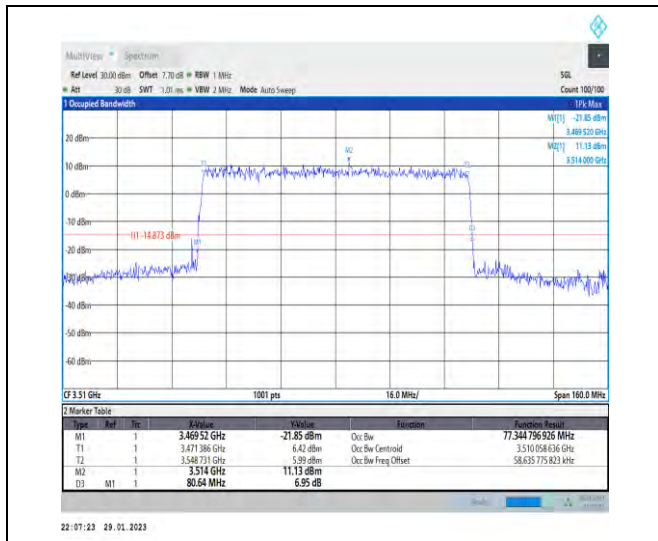 MultiView Spectrum
Ref Level 30.00 dBm Offset 7.70 dB RBW 1 MHz SGL
Att 30 dB SWT 1.01 ms VBW 2 MHz Mode Auto Sweep Count 100/100
1 Occupied Bandwidth 1Pk Max
M1[1] -21.85 dBm
3.469 520 GHz
M2[1] 11.13 dBm
3.514 000 GHz
20 dBm
M2
10 dBm
0 dBm
-10 dBm
H1 -14.873 dBm
M1
-20 dBm
-40 dBm
-50 dBm
-60 dBm
CF 3.51 GHz 1001 pts 16.0 MHz/ Span 160.0 MHz
2 Marker Table
Type Ref Trc X-Value Y-Value Function Function Result
M1 1 3.469 52 GHz -21.85 dBm Occ Bw 77.344 796 926 MHz
T1 1 3.471 386 GHz 6.42 dBm Occ Bw Centroid 3.510 058 636 GHz
T2 1 3.548 731 GHz 5.99 dBm Occ Bw Freq Offset 58.635 775 823 kHz
M2 1 3.514 GHz 11.13 dBm
D3 M1 1 80.64 MHz 6.95 dB
22:07:23 29.01.2023